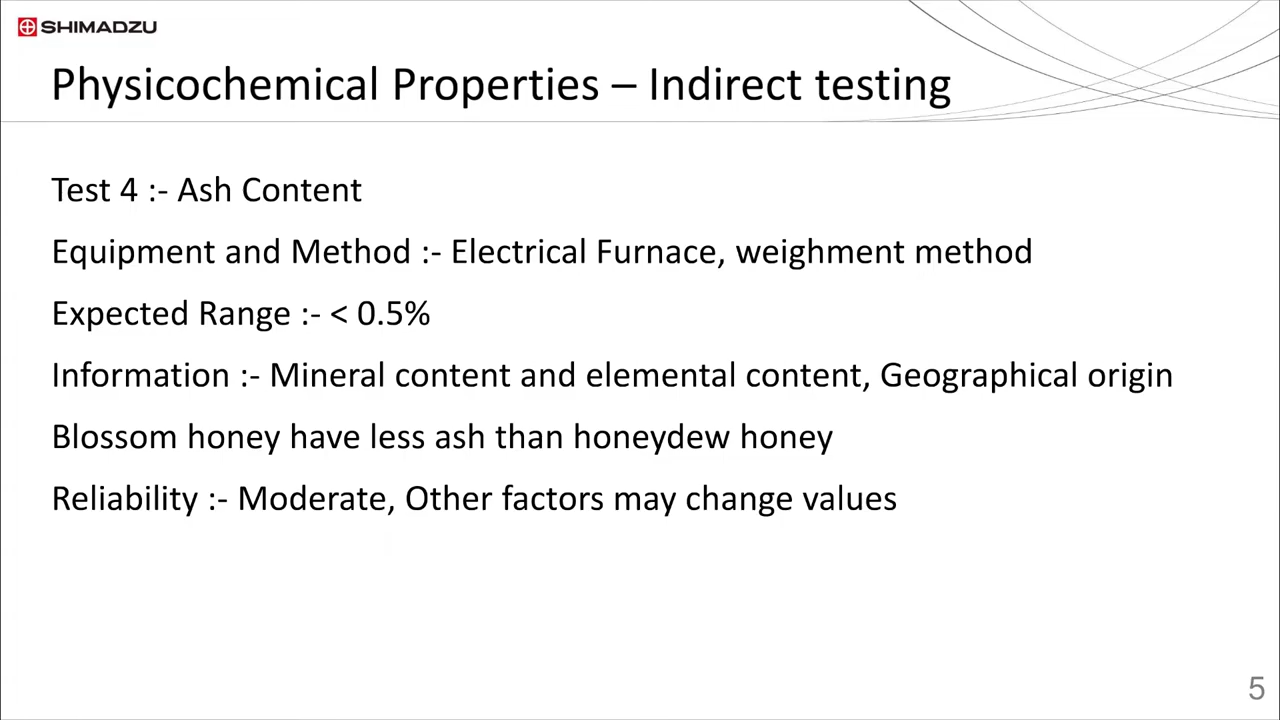 SHIMADZU
Physicochemical Properties – Indirect testing
Test 4 :- Ash Content
Equipment and Method :- Electrical Furnace, weighment method
Expected Range :- < 0.5%
Information :- Mineral content and elemental content, Geographical origin
Blossom honey have less ash than honeydew honey
Reliability :- Moderate, Other factors may change values
5